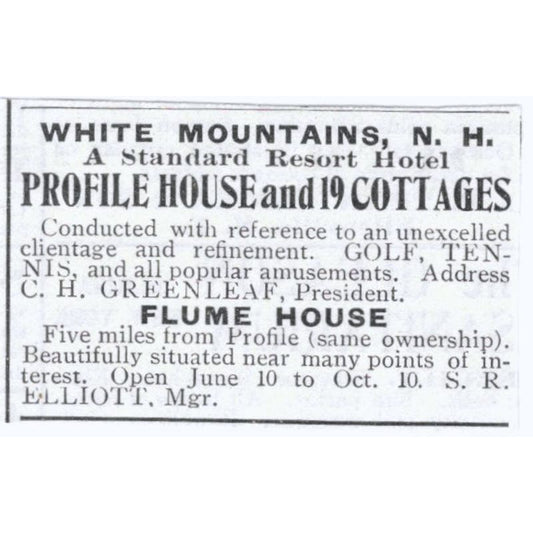 WHITE MOUNTAINS, N. H.
A Standard Resort Hotel
PROFILE HOUSE and 19 COTTAGES
Conducted with reference to an unexcelled
clientage and refinement. GOLF, TEN-
NIS, and all popular amusements. Address
C. H. GREENLEAF, President.
FLUME HOUSE
Five miles from Profile (same ownership).
Beautifully situated near many points of in-
terest. Open June 10 to Oct. 10. S. R.
ELLIOTT, Mgr.